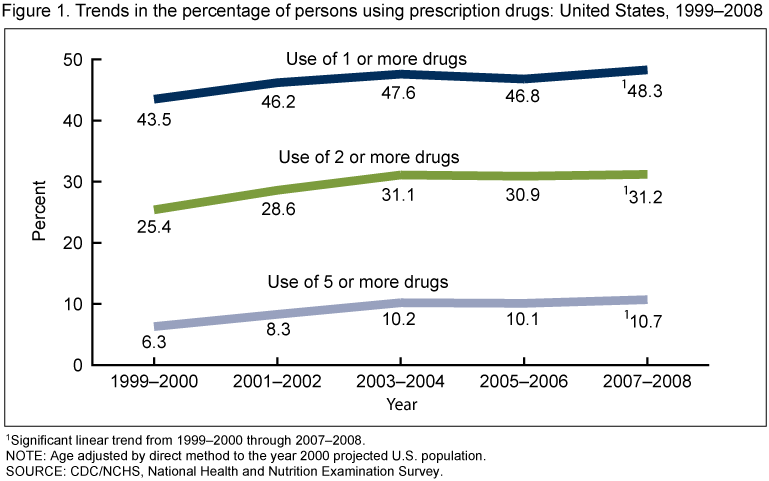 Figure 1. Trends in the percentage of persons using prescription drugs: United States, 1999–2008
50
Use of 1 or more drugs
43.5
46.2
47.6
46.8
¹48.3
40
Use of 2 or more drugs
30
25.4
28.6
31.1
30.9
¹31.2
Percent
20
Use of 5 or more drugs
10
6.3
8.3
10.2
10.1
¹10.7
0
1999–2000
2001–2002
2003–2004
2005–2006
2007–2008
Year
¹Significant linear trend from 1999–2000 through 2007–2008.
NOTE: Age adjusted by direct method to the year 2000 projected U.S. population.
SOURCE: CDC/NCHS, National Health and Nutrition Examination Survey.